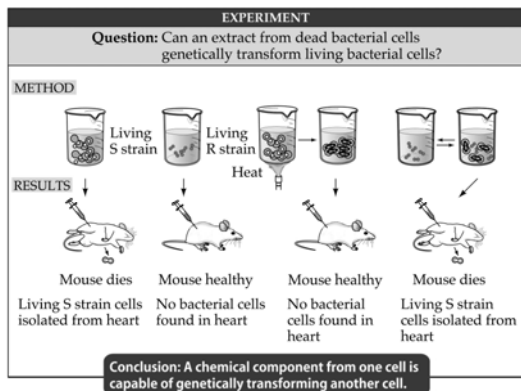 EXPERIMENT
Question: Can an extract from dead bacterial cells
genetically transform living bacterial cells?
METHOD
Living
S strain
Living
R strain
Heat
RESULTS
Mouse dies
Living S strain cells
isolated from heart
Mouse healthy
No bacterial cells
found in heart
Mouse healthy
No bacterial
cells found in
heart
Mouse dies
Living S strain
cells isolated from
heart
Conclusion: A chemical component from one cell is
capable of genetically transforming another cell.